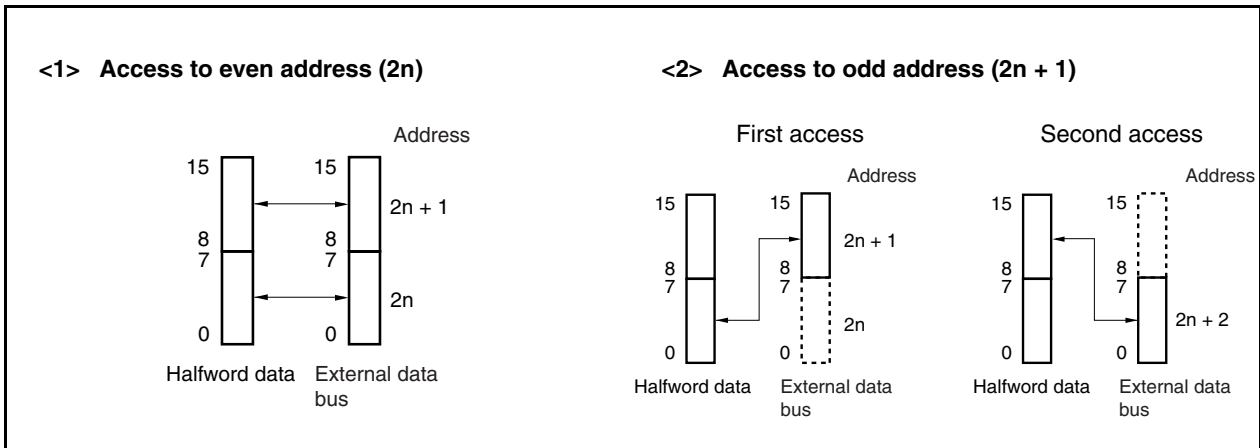 <1> Access to even address (2n)
<2> Access to odd address (2n + 1)
Address
15 15
2n + 1
8 8
7 7
2n
0 0
Halfword data External data
bus
First access
Address
15 15
2n + 1
8 8
7 7
2n
0 0
Halfword data External data
bus
Second access
Address
15 15
8 8
7 7
2n + 2
0 0
Halfword data External data
bus